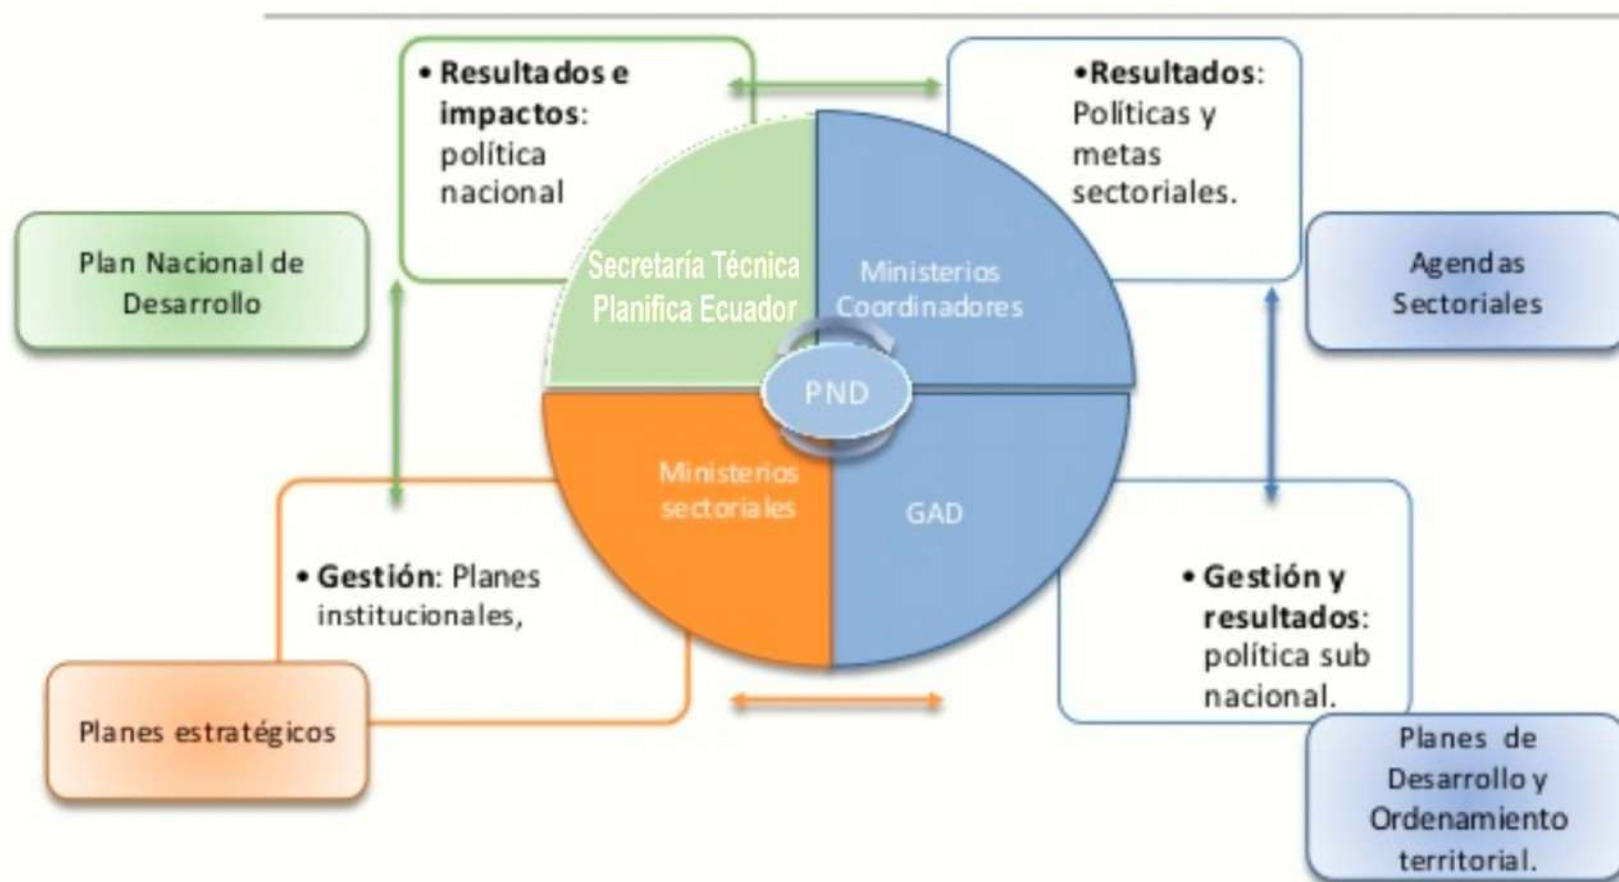 • Resultados e
impactos:
política
nacional
•Resultados:
Políticas y
metas
sectoriales.
Plan Nacional de
Desarrollo
Secretaría Técnica
Planifica Ecuador
Ministerios
Coordinadores
Agendas
Sectoriales
PND
Ministerios
sectoriales
GAD
• Gestión: Planes
institucionales,
• Gestión y
resultados:
política sub
nacional.
Planes estratégicos
Planes de
Desarrollo y
Ordenamiento
territorial.